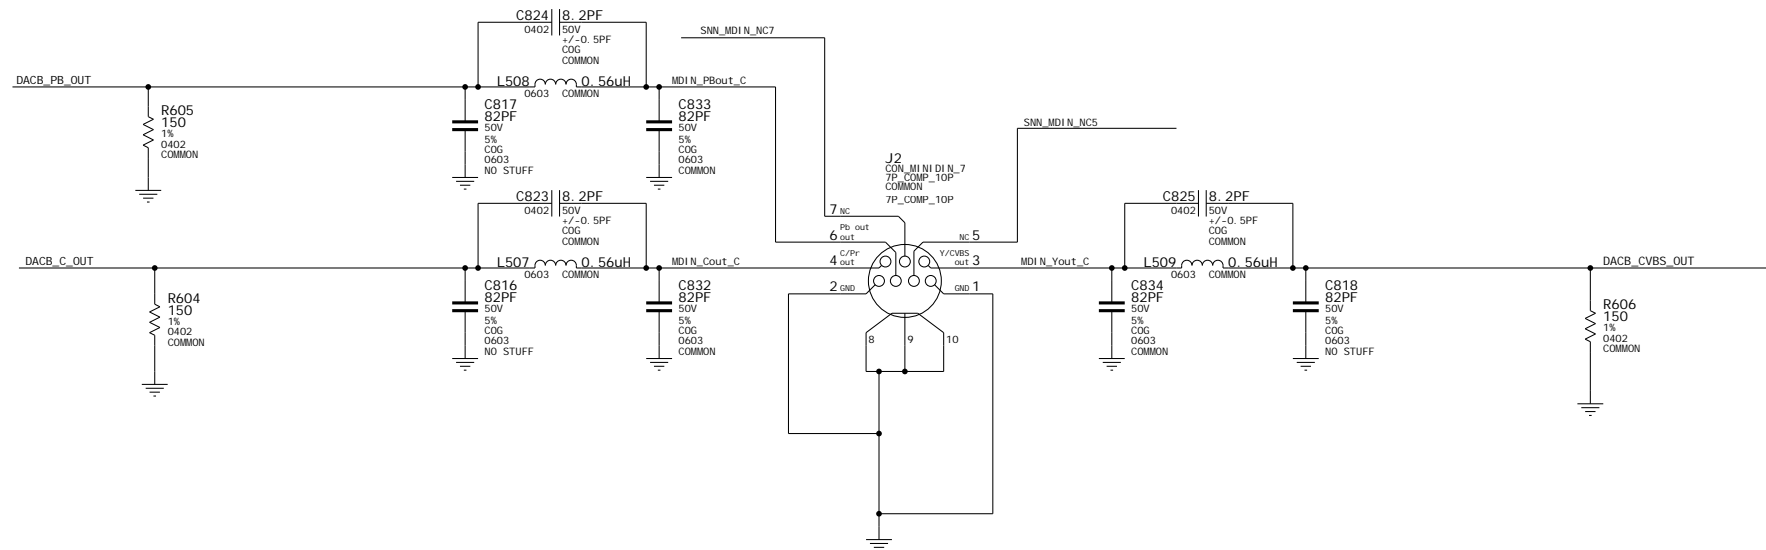 C824 8.2PF
0402 50V
+/-0.5PF
COG
COMMON
SNN_MDIN_NC7
DACB_PB_OUT
L508 0.56uH
0603 COMMON
MDIN_PBout_C
R605
150
1%
0402
COMMON
C817
82PF
50V
5%
COG
0603
NO STUFF
C833
82PF
50V
5%
COG
0603
COMMON
SNN_MDIN_NC5
J2
CON_MINIDIN_7
7P_COMP_10P
COMMON
7P_COMP_10P
C823 8.2PF
0402 50V
+/-0.5PF
COG
COMMON
C825 8.2PF
0402 50V
+/-0.5PF
COG
COMMON
7 NC
Pb out
6 out
NC 5
C/Pr
4 out
Y/CVBS
out 3
2 GND
GND 1
8 9 10
DACB_C_OUT
L507 0.56uH
0603 COMMON
MDIN_Cout_C
MDIN_Yout_C
L509 0.56uH
0603 COMMON
DACB_CVBS_OUT
R604
150
1%
0402
COMMON
C816
82PF
50V
5%
COG
0603
NO STUFF
C832
82PF
50V
5%
COG
0603
COMMON
C834
82PF
50V
5%
COG
0603
COMMON
C818
82PF
50V
5%
COG
0603
NO STUFF
R606
150
1%
0402
COMMON